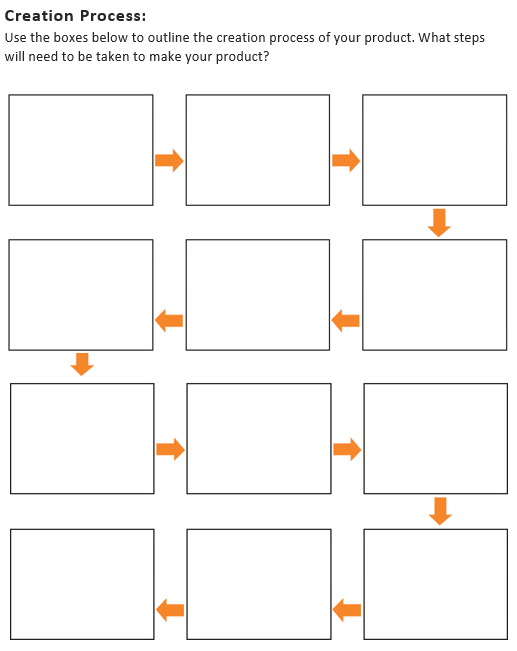 Creation Process:
Use the boxes below to outline the creation process of your product. What steps
will need to be taken to make your product?